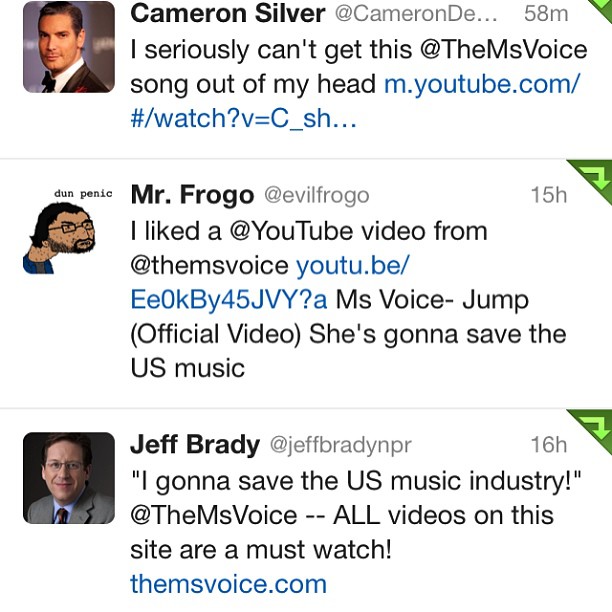 Cameron Silver @CameronDe... 58m
I seriously can't get this @TheMsVoice
song out of my head m.youtube.com/
#/watch?v=C_sh...
dun penic
Mr. Frogo @evilfrogo 15h
I liked a @YouTube video from
@themsvoice youtu.be/
Ee0kBy45JVY?a Ms Voice- Jump
(Official Video) She's gonna save the
US music
Jeff Brady @jeffbradynpr 16h
"I gonna save the US music industry!"
@TheMsVoice -- ALL videos on this
site are a must watch!
themsvoice.com